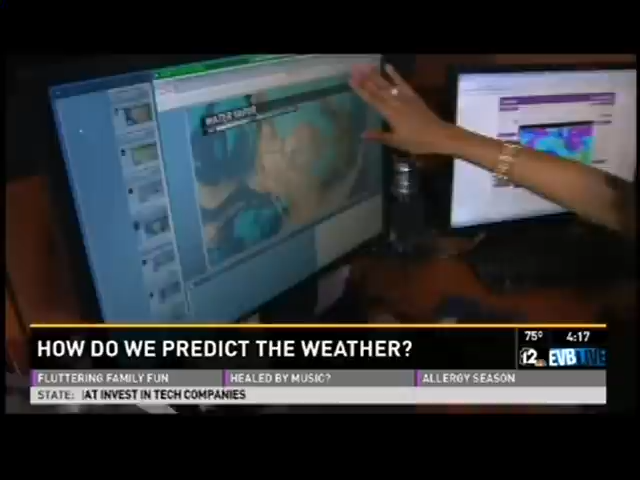 WATER VAPOR
HOW DO WE PREDICT THE WEATHER?
75° 4:17
12 EVB LIVE
FLUTTERING FAMILY FUN
HEALED BY MUSIC?
ALLERGY SEASON
STATE: AT INVEST IN TECH COMPANIES